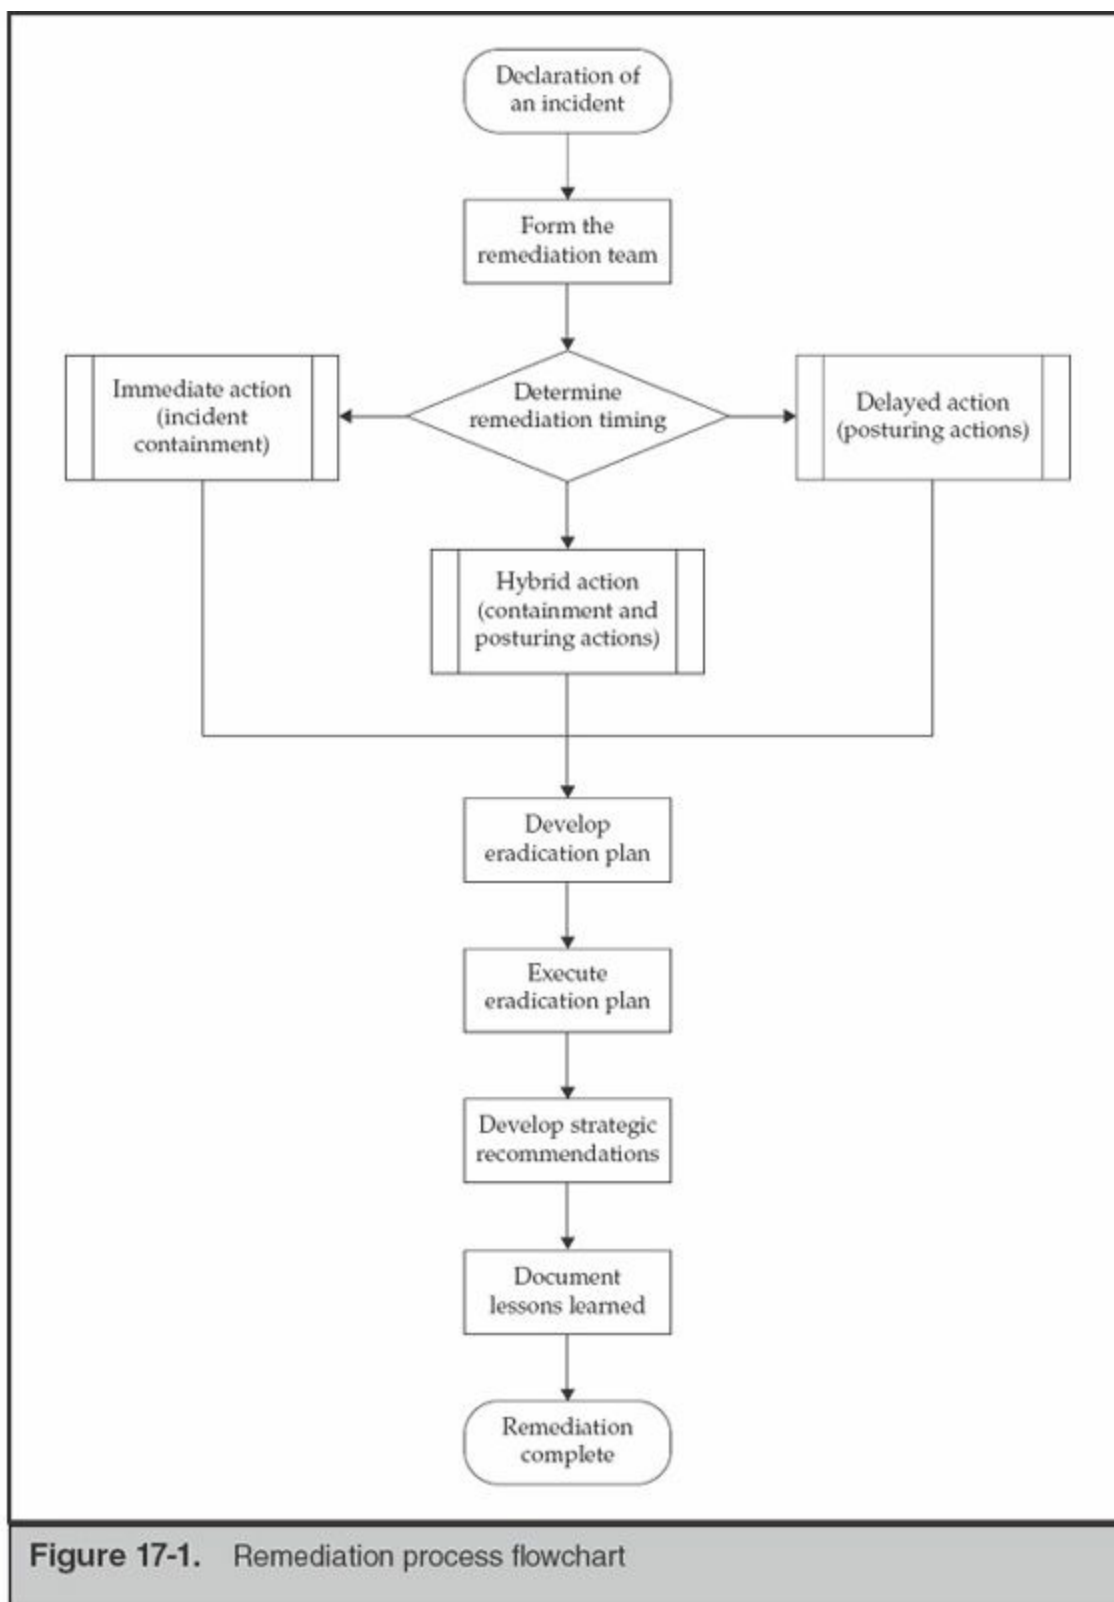 Declaration of
an incident
Form the
remediation team
Immediate action
(incident
containment)
Determine
remediation timing
Delayed action
(posturing actions)
Hybrid action
(containment and
posturing actions)
Develop
eradication plan
Execute
eradication plan
Develop strategic
recommendations
Document
lessons learned
Remediation
complete
Figure 17-1. Remediation process flowchart